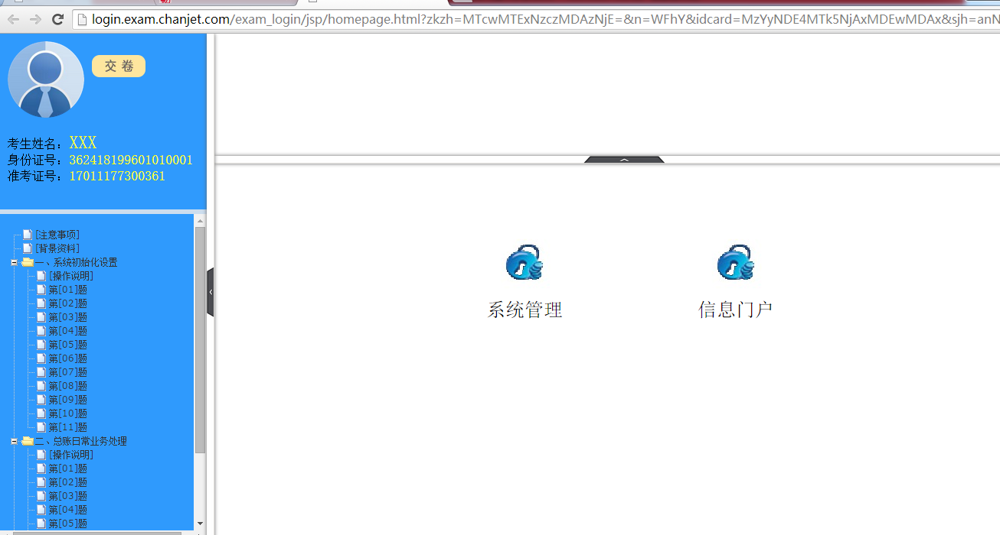 login.exam.chanjet.com/exam_login/jsp/homepage.html?zkzh=MTcwMTExNzczMDAzNjE=&n=WFhY&idcard=MzYyNDE4MTk5NjAxMDEwMDAx&sjh=anN
交 卷
考生姓名：XXX
身份证号：362418199601010001
准考证号：17011177300361
[注意事项]
[背景资料]
一、系统初始化设置
[操作说明]
第[01]题
第[02]题
第[03]题
第[04]题
第[05]题
第[06]题
第[07]题
第[08]题
第[09]题
第[10]题
第[11]题
二、总账日常业务处理
[操作说明]
第[01]题
第[02]题
第[03]题
第[04]题
第[05]题
系统管理
信息门户